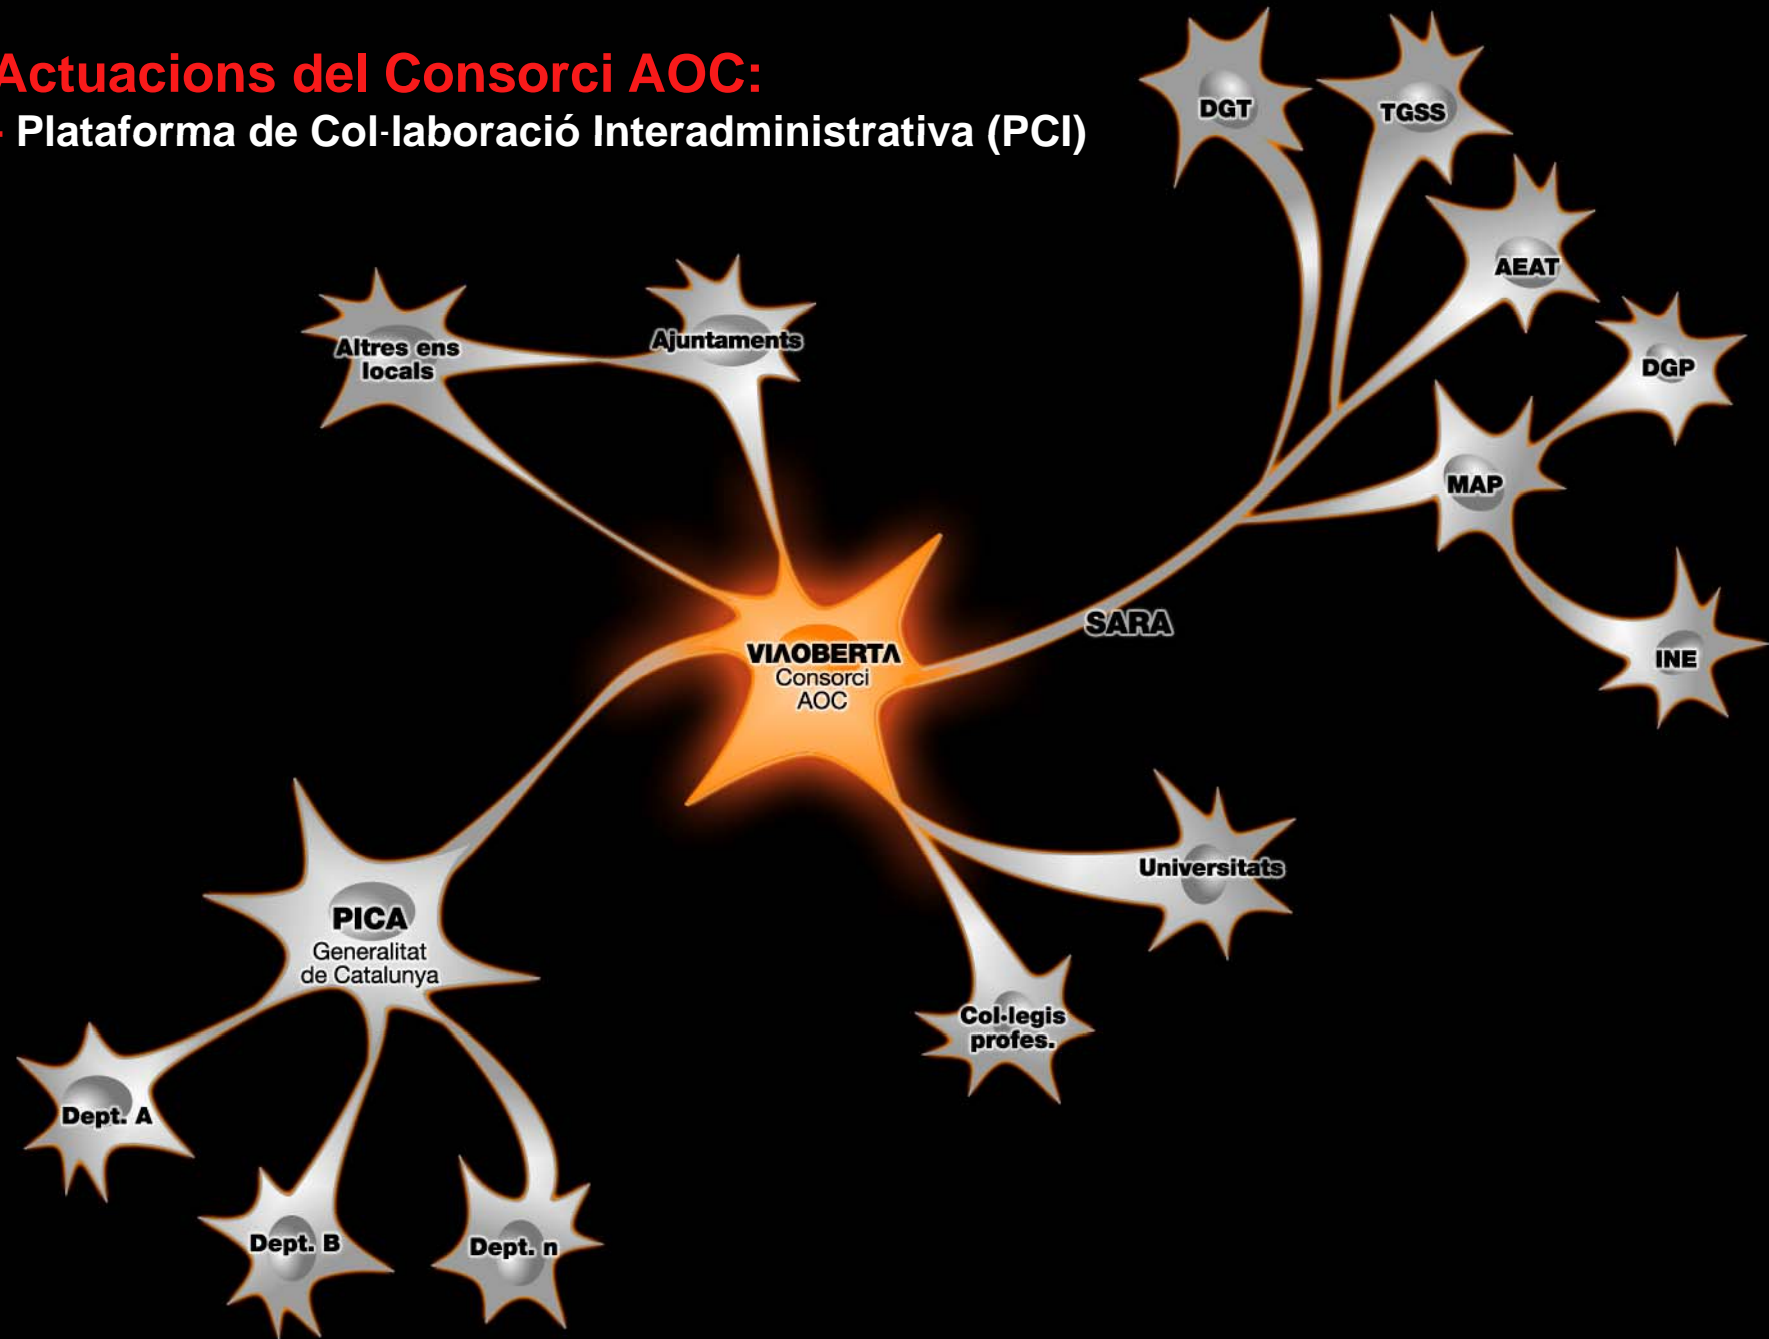 Actuacions del Consorci AOC:
- Plataforma de Col-laboració Interadministrativa (PCI)
DGT
TGSS
AEAT
DGP
MAP
INE
SARA
Altres ens
locals
Ajuntaments
VIAOBERTA
Consorci
AOC
PICA
Generalitat
de Catalunya
Universitats
Col·legis
profes.
Dept. A
Dept. B
Dept. n